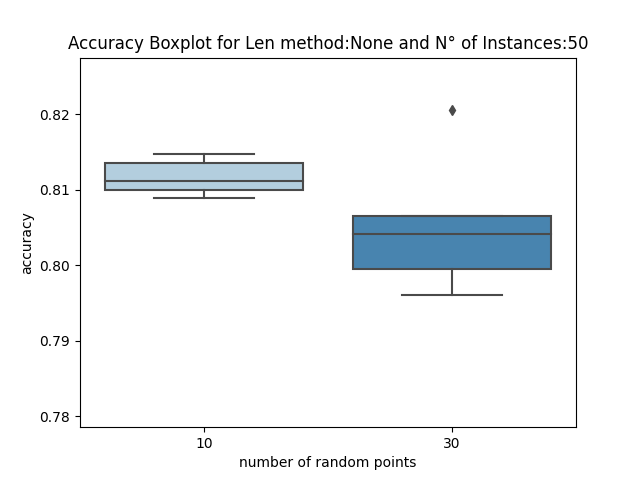 Accuracy Boxplot for Len method:None and N° of Instances:50
0.82
0.81
0.80
0.79
0.78
accuracy
10 30
number of random points